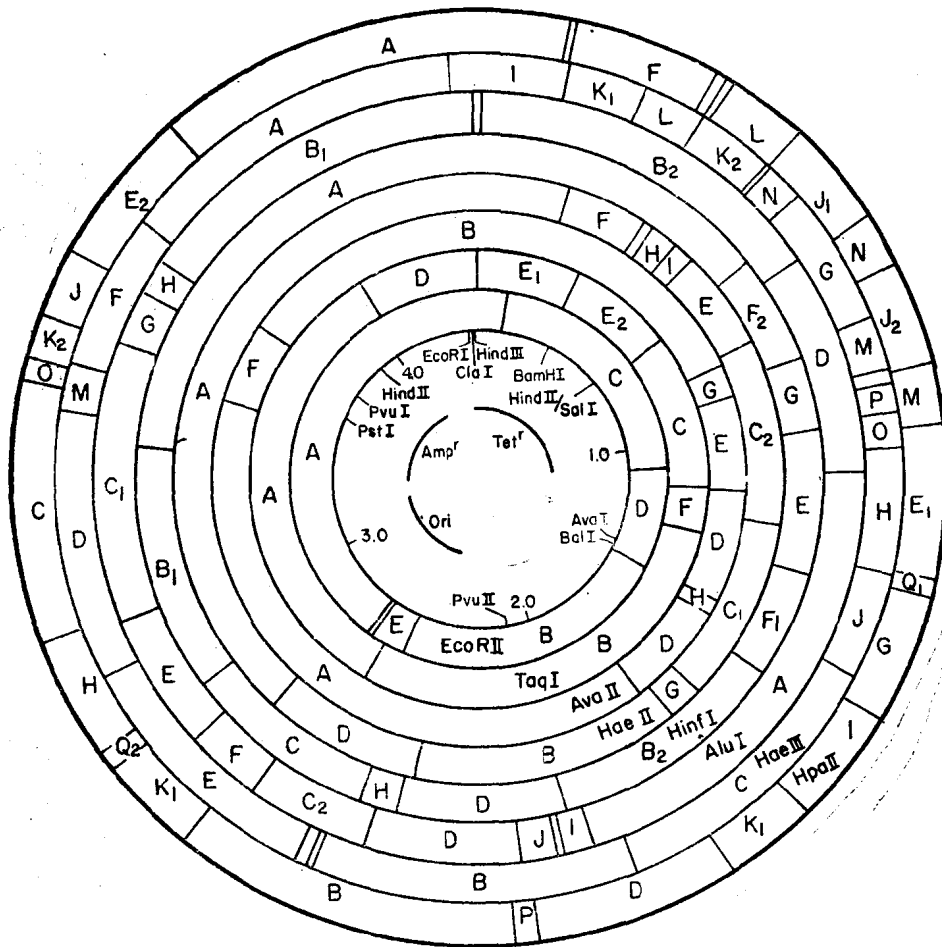 A
F
L
J1
N
J2
M
E1
Q1
G
I
HpaII
K1
D
P
B
K1
Q2
H
C
O
K2
J
E2
I
K1
L
K2
N
G
M
P
O
H
J
HaeIII
C
B
E
D
M
F
A
B2
D
A
AluI
I
J
D
C2
F
E
C1
G
H
B1
A
F2
G
E
F1
HinfI
B2
D
H
C
B1
F
H
I
E
C2
C1
G
HaeII
B
D
A
B
G
E
D
H
D
AvaII
A
F
D
E1
E2
C
F
B
TaqI
A
C
D
B
EcoRII
E
A
EcoRI
HindIII
ClaI
BamHI
HindII
SalI
1.0
AvaI
BalI
2.0
PvuII
3.0
PstI
PvuI
HindII
4.0
Ampr
Tetr
Ori